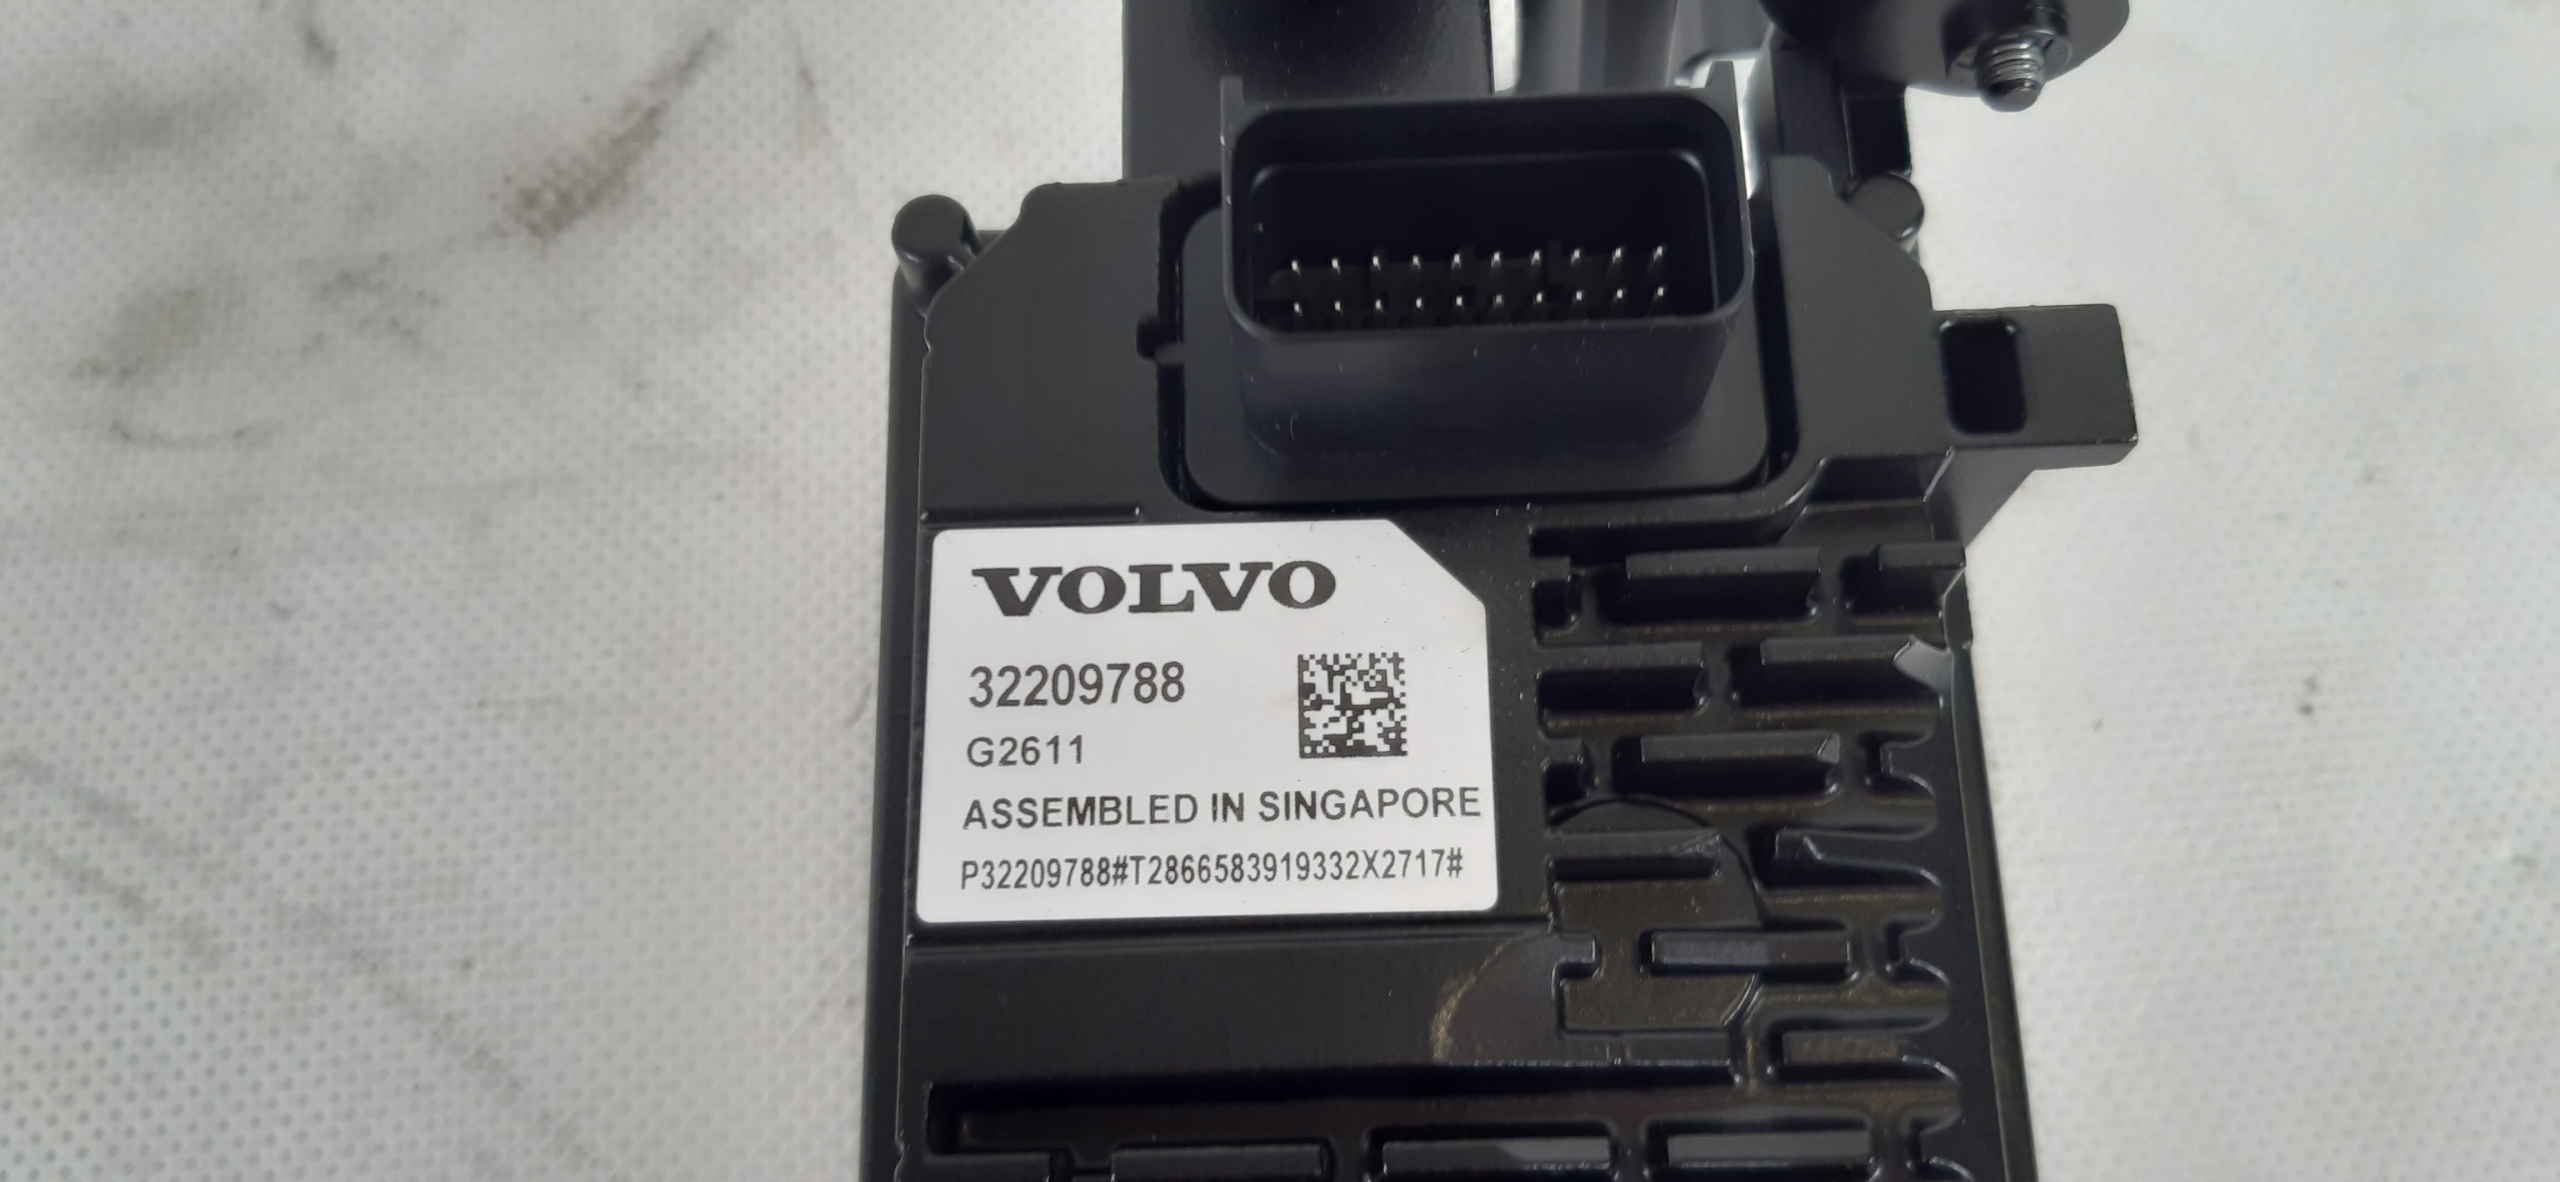 VOLVO
32209788
G2611
ASSEMBLED IN SINGAPORE
P32209788#T2866583919332X2717#